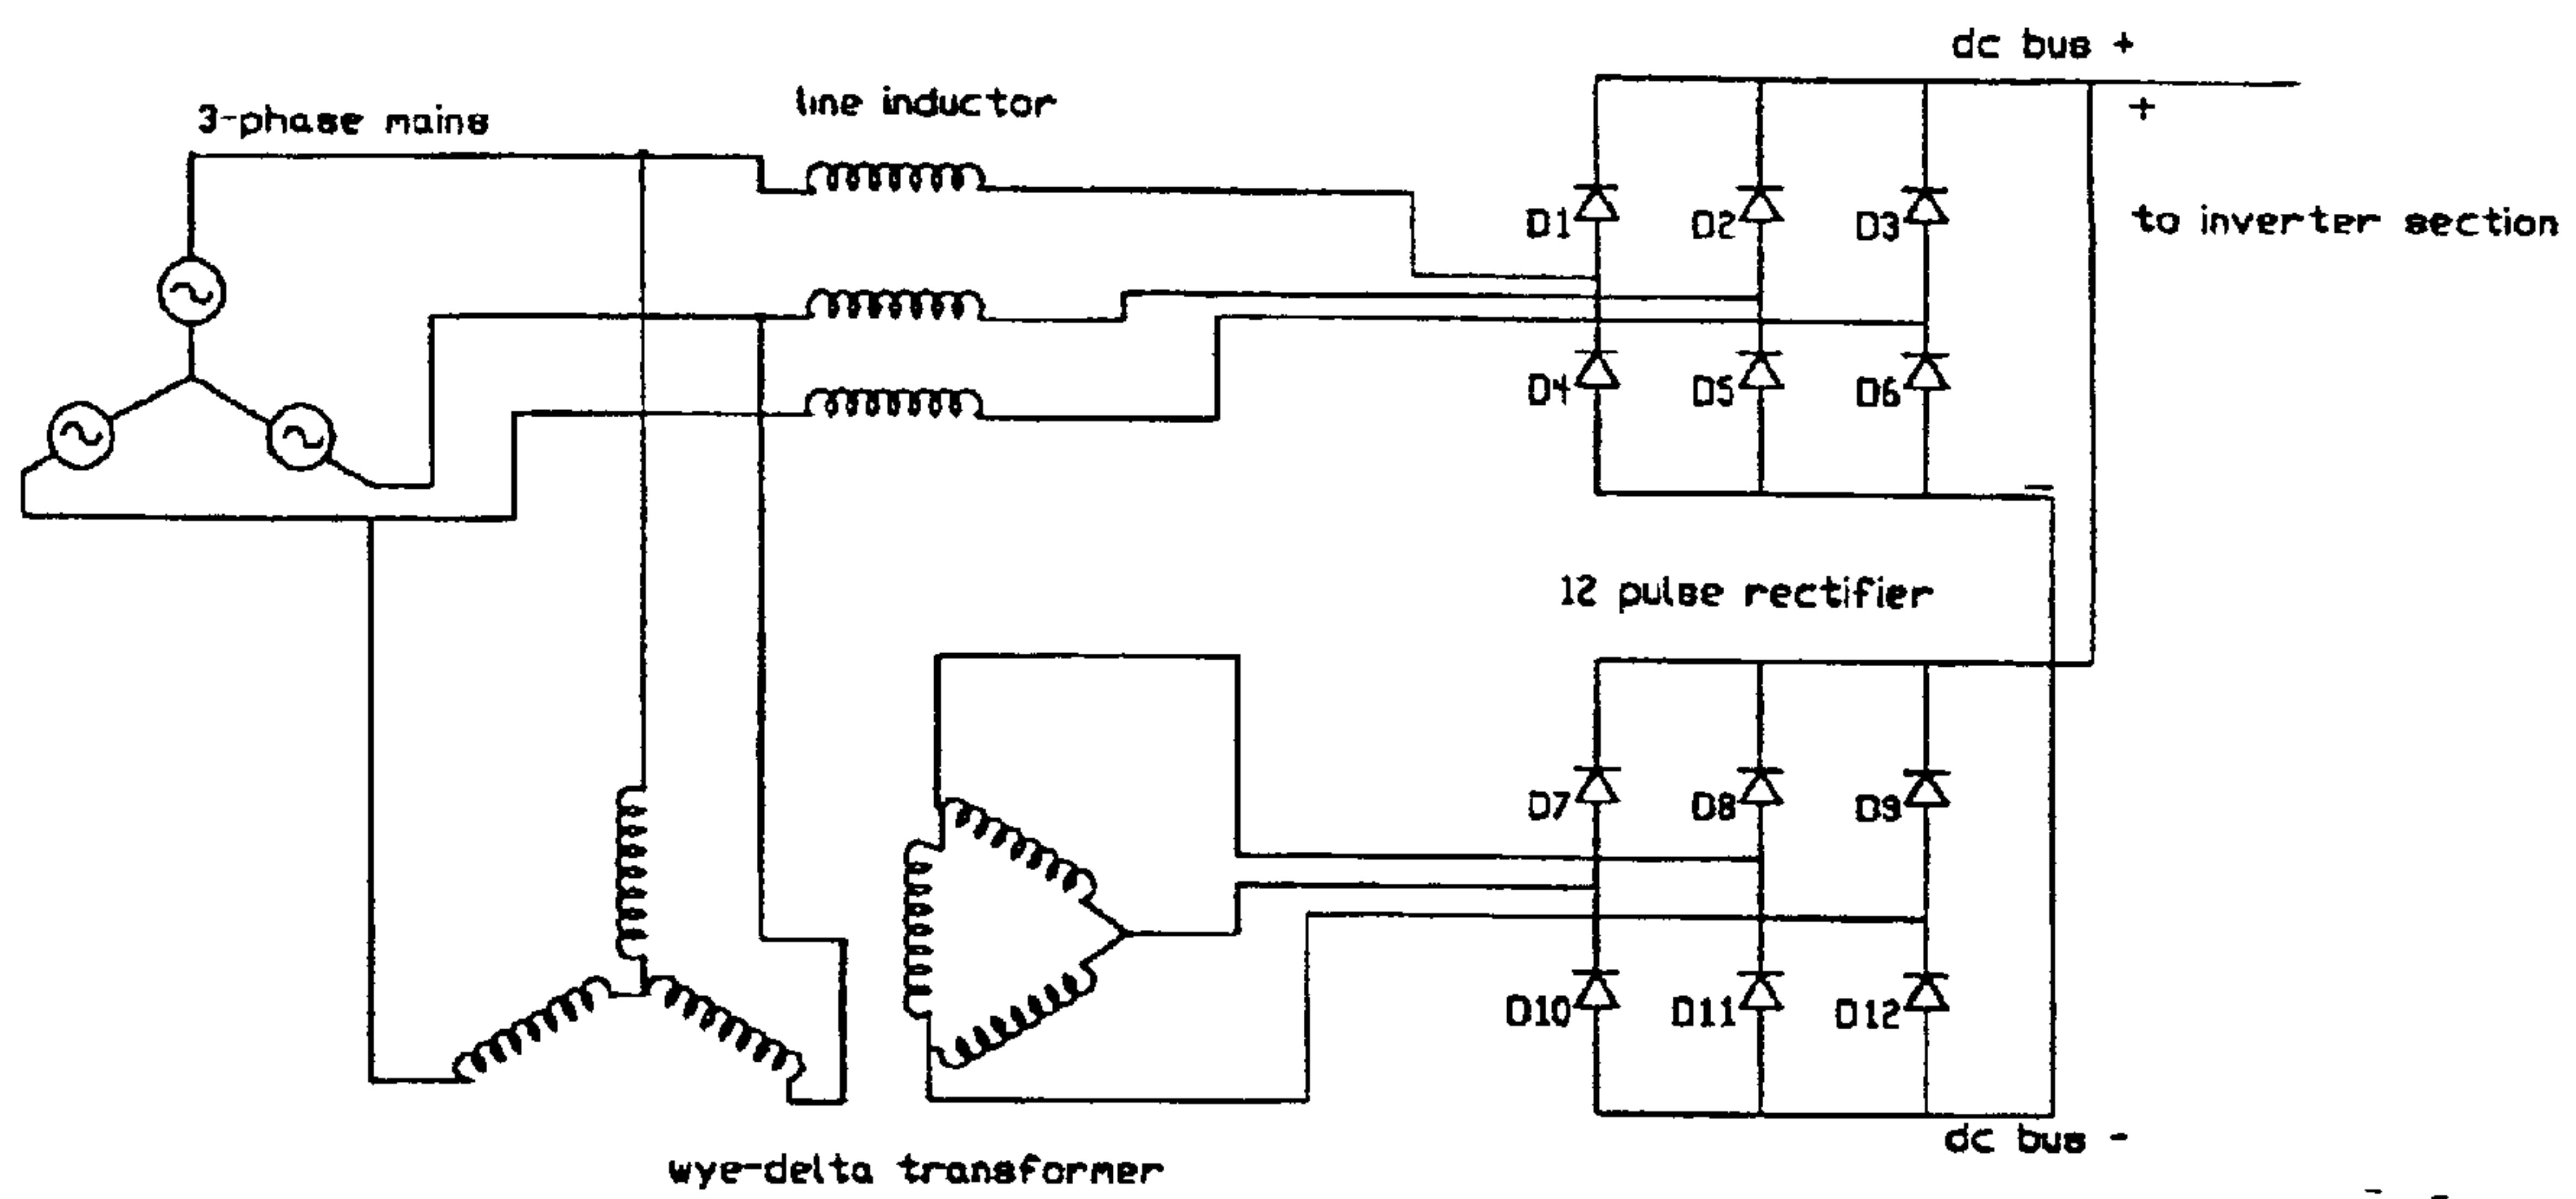 dc bus +
line inductor
3-phase mains
+
D1 D2 D3
to inverter section
D4 D5 D6
-
12 pulse rectifier
D7 D8 D9
D10 D11 D12
dc bus -
wye-delta transformer